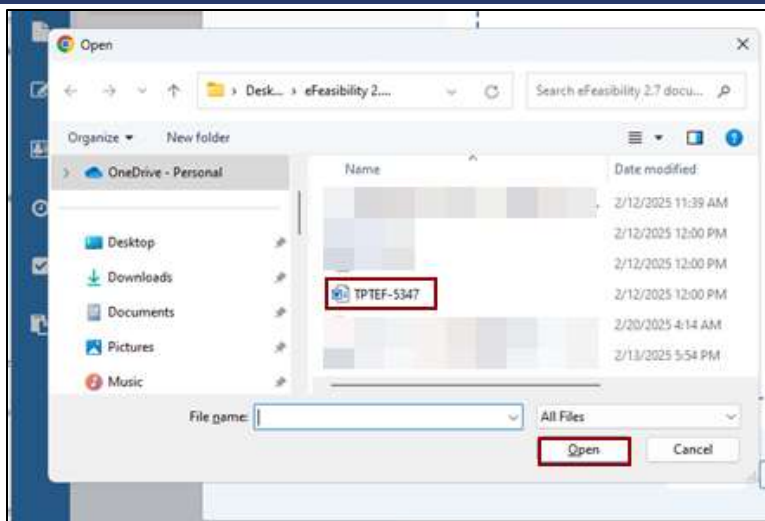 Open
Desk... eFeasibility 2.... Search eFeasibility 2.7 docu...
Organize New folder
OneDrive - Personal
Name Date modified
2/12/2025 11:39 AM
Desktop 2/12/2025 12:00 PM
2/12/2025 12:00 PM
Downloads
TPTEF-5347 2/12/2025 12:00 PM
Documents
2/20/2025 4:14 AM
Pictures
2/13/2025 5:54 PM
Music
File name: All Files
Open Cancel